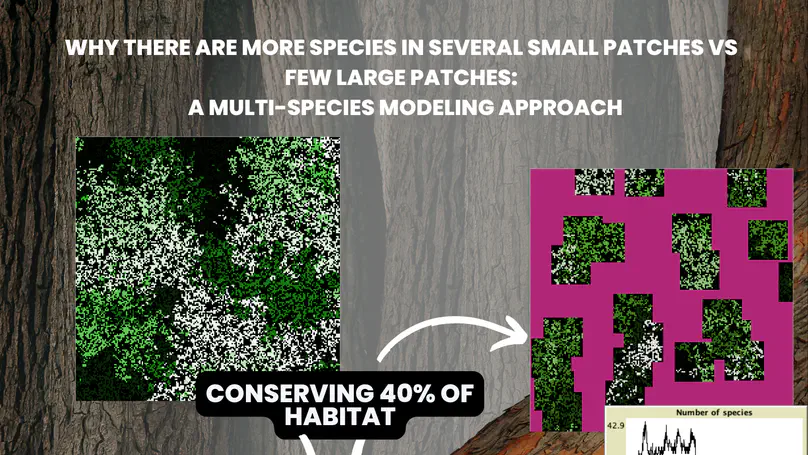 WHY THERE ARE MORE SPECIES IN SEVERAL SMALL PATCHES VS
FEW LARGE PATCHES:
A MULTI-SPECIES MODELING APPROACH
CONSERVING 40% OF
HABITAT
Number of species
42.9